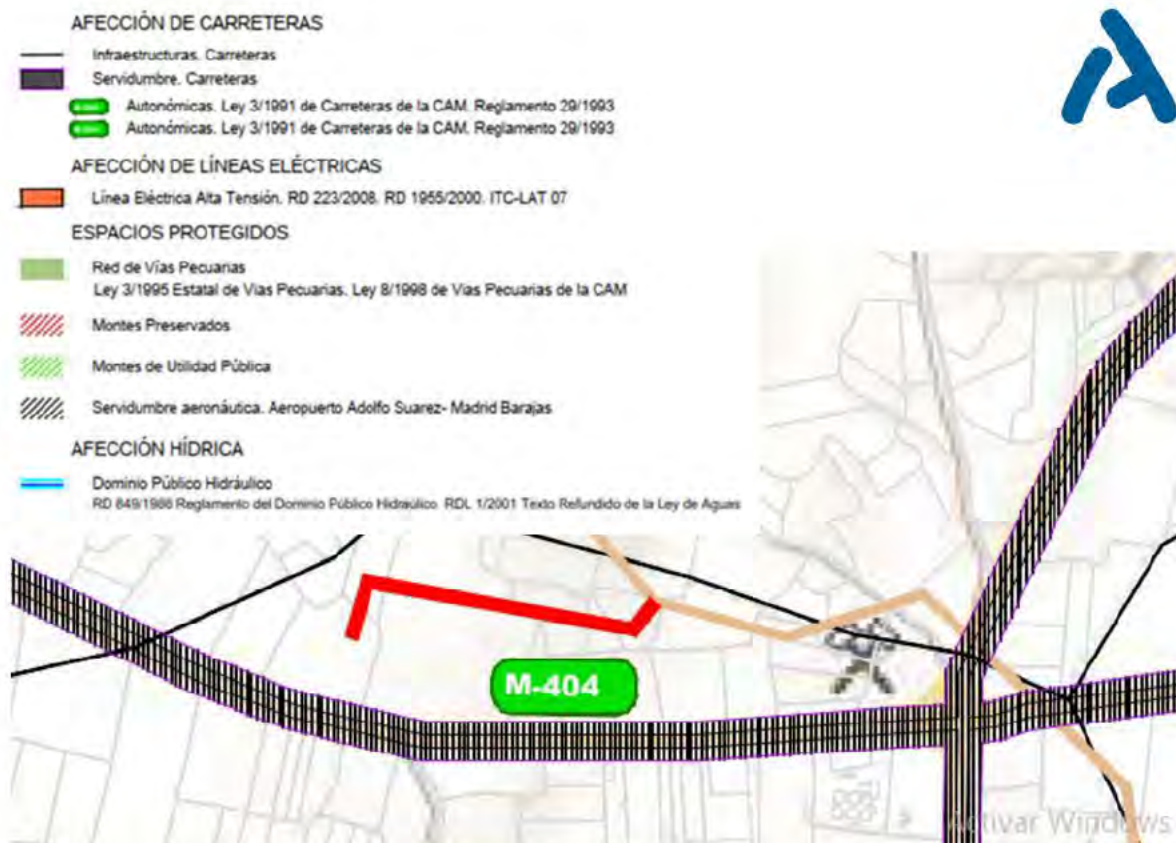 AFECCIÓN DE CARRETERAS
Infraestructuras. Carreteras
Servidumbre. Carreteras
Autonómicas. Ley 3/1991 de Carreteras de la CAM. Reglamento 29/1993
Autonómicas. Ley 3/1991 de Carreteras de la CAM. Reglamento 29/1993
AFECCIÓN DE LÍNEAS ELÉCTRICAS
Línea Eléctrica Alta Tensión. RD 223/2008. RD 1955/2000. ITC-LAT 07
ESPACIOS PROTEGIDOS
Red de Vías Pecuarias
Ley 3/1995 Estatal de Vías Pecuarias. Ley 8/1998 de Vías Pecuarias de la CAM
Montes Preservados
Montes de Utilidad Pública
Servidumbre aeronáutica. Aeropuerto Adolfo Suarez- Madrid Barajas
AFECCIÓN HÍDRICA
Dominio Público Hidráulico
RD 849/1986 Reglamento del Dominio Público Hidráulico. RDL 1/2001 Texto Refundido de la Ley de Aguas
M-404
Activar Windows